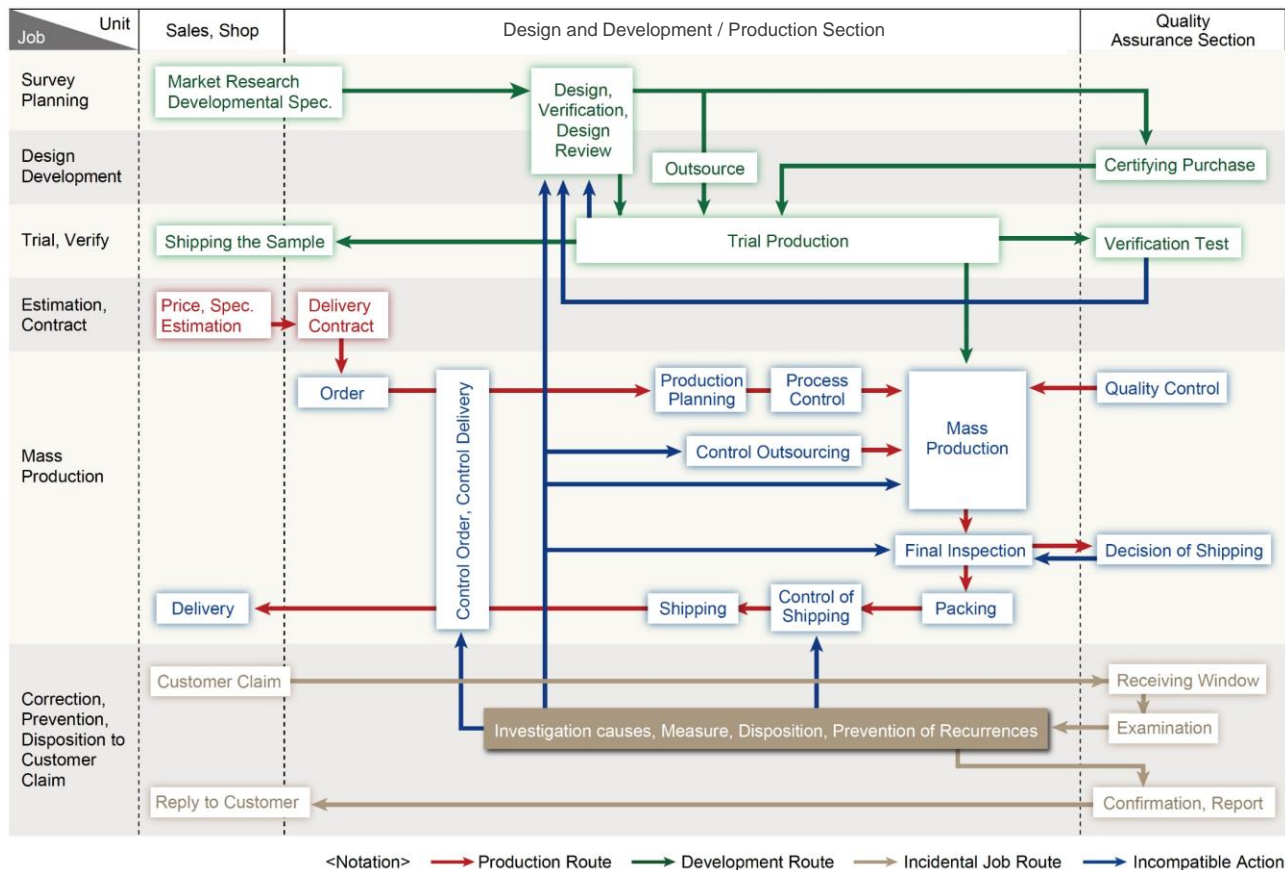 Unit
Job
Sales, Shop
Design and Development / Production Section
Quality
Assurance Section
Survey
Planning
Market Research
Developmental Spec.
Design,
Verification,
Design
Review
Design
Development
Outsource
Certifying Purchase
Trial, Verify
Shipping the Sample
Trial Production
Verification Test
Estimation,
Contract
Price, Spec.
Estimation
Delivery
Contract
Mass
Production
Order
Control Order, Control Delivery
Production
Planning
Process
Control
Mass
Production
Quality Control
Control Outsourcing
Final Inspection
Decision of Shipping
Delivery
Shipping
Control of
Shipping
Packing
Correction,
Prevention,
Disposition to
Customer
Claim
Customer Claim
Receiving Window
Investigation causes, Measure, Disposition, Prevention of Recurrences
Examination
Reply to Customer
Confirmation, Report
<Notation>
Production Route
Development Route
Incidental Job Route
Incompatible Action